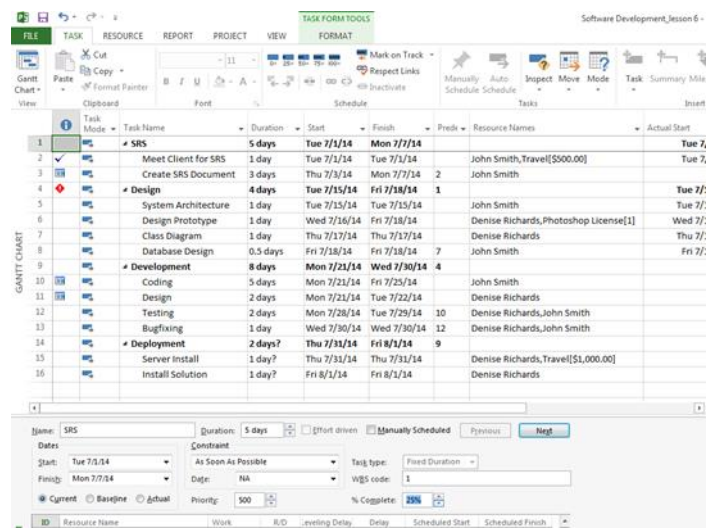 TASK FORM TOOLS
Software Development_lesson 6 -
FILE TASK RESOURCE REPORT PROJECT VIEW FORMAT
Cut
Copy
Format Painter
Mark on Track
Respect Links
Inactivate
Gantt Chart
Paste
11
B I U
Manually Schedule
Auto Schedule
Inspect Move Mode
Task Summary Mile
View Clipboard Font Schedule Tasks Insert
Task Mode Task Name Duration Start Finish Prede Resource Names Actual Start
1 SRS 5 days Tue 7/1/14 Mon 7/7/14 Tue 7/
2 Meet Client for SRS 1 day Tue 7/1/14 Tue 7/1/14 John Smith,Travel[$500.00] Tue 7/
3 Create SRS Document 3 days Thu 7/3/14 Mon 7/7/14 2 John Smith
4 Design 4 days Tue 7/15/14 Fri 7/18/14 1 Tue 7/1
5 System Architecture 1 day Tue 7/15/14 Tue 7/15/14 John Smith Tue 7/1
6 Design Prototype 1 day Wed 7/16/14 Fri 7/18/14 Denise Richards,Photoshop License[1] Wed 7/1
7 Class Diagram 1 day Thu 7/17/14 Thu 7/17/14 Denise Richards Thu 7/1
8 Database Design 0.5 days Fri 7/18/14 Fri 7/18/14 7 John Smith Fri 7/1
9 Development 8 days Mon 7/21/14 Wed 7/30/14 4
10 Coding 5 days Mon 7/21/14 Fri 7/25/14 John Smith
11 Design 2 days Mon 7/21/14 Tue 7/22/14 Denise Richards
12 Testing 2 days Mon 7/28/14 Tue 7/29/14 10 Denise Richards,John Smith
13 Bugfixing 1 day Wed 7/30/14 Wed 7/30/14 12 Denise Richards,John Smith
14 Deployment 2 days? Thu 7/31/14 Fri 8/1/14 9
15 Server Install 1 day? Thu 7/31/14 Thu 7/31/14 Denise Richards,Travel[$1,000.00]
16 Install Solution 1 day? Fri 8/1/14 Fri 8/1/14 Denise Richards
GANTT CHART
Name: SRS Duration: 5 days Effort driven Manually Scheduled Previous Next
Dates Constraint
Start: Tue 7/1/14 As Soon As Possible Task type: Fixed Duration
Finish: Mon 7/7/14 Date: NA WBS code: 1
Current Baseline Actual Priority: 500 % Complete: 25%
ID Resource Name Work R/D Leveling Delay Delay Scheduled Start Scheduled Finish